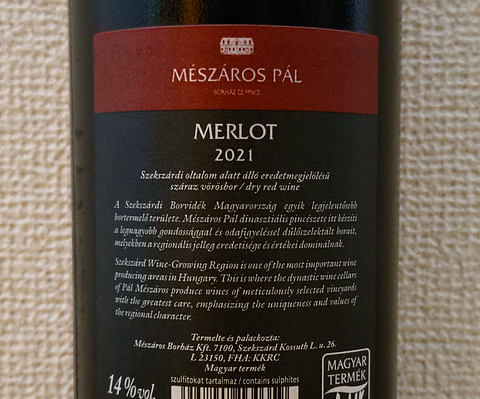 MÉSZÁROS PÁL
BORHÁZ ÉS PINCE
MERLOT
2021
Szekszárdi oltalom alatt álló eredetmegjelölésű
száraz vörösbor / dry red wine
A Szekszárdi Borvidék Magyarország egyik legjelentősebb
bortermelő területe. Mészáros Pál dinasztiális pincészete itt készíti
a legnagyobb gondossággal és odafigyeléssel dűlőszelektált borait,
melyekben a regionális jelleg eredetisége és értékei dominálnak.
Szekszárd Wine-Growing Region is one of the most important wine
producing areas in Hungary. This is where the dynastic wine cellars
of Pál Mészáros produce wines of meticulously selected vineyards
with the greatest care, emphasizing the uniqueness and values of
the regional character.
Termelte és palackozta:
Mészáros Borház Kft. 7100, Szekszárd Kossuth L. u. 26.
L 23150, FHA: KKRC
Magyar termék
14%vol.
szulfitokat tartalmaz / contains sulphites
MAGYAR
TERMÉK